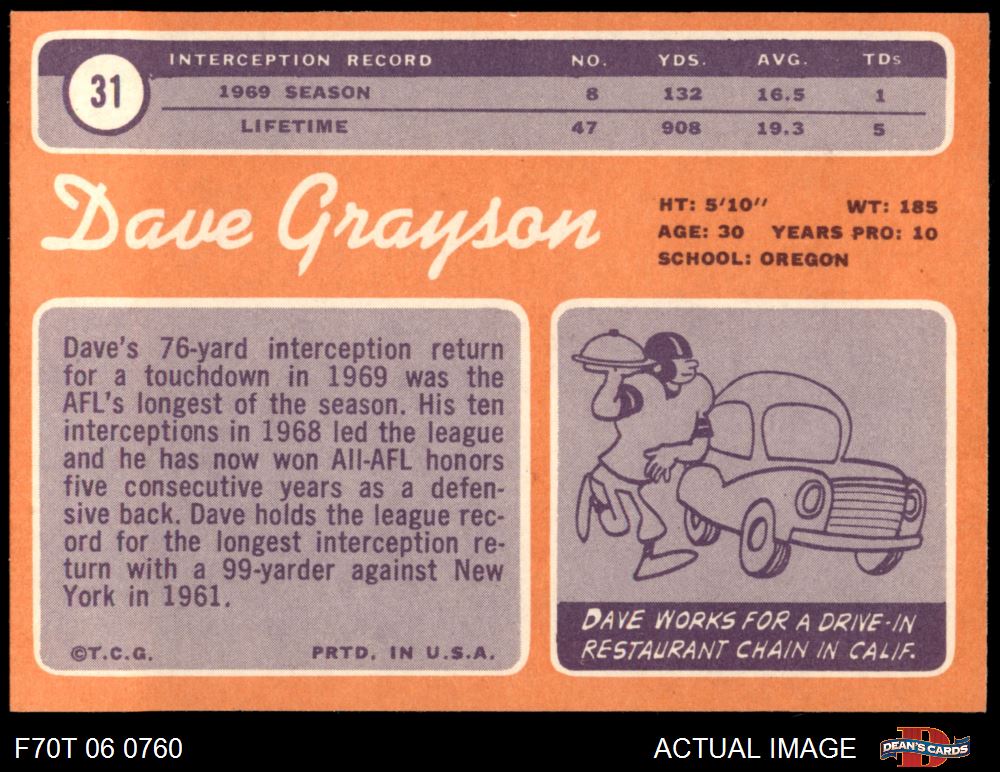 31
INTERCEPTION RECORD NO. YDS. AVG. TDs
1969 SEASON 8 132 16.5 1
LIFETIME 47 908 19.3 5
Dave Grayson
HT: 5'10" WT: 185
AGE: 30 YEARS PRO: 10
SCHOOL: OREGON
Dave's 76-yard interception return
for a touchdown in 1969 was the
AFL's longest of the season. His ten
interceptions in 1968 led the league
and he has now won All-AFL honors
five consecutive years as a defen-
sive back. Dave holds the league rec-
ord for the longest interception re-
turn with a 99-yarder against New
York in 1961.
©T.C.G. PRTD. IN U.S.A.
DAVE WORKS FOR A DRIVE-IN
RESTAURANT CHAIN IN CALIF.
F70T 06 0760 ACTUAL IMAGE D DEAN'S CARDS